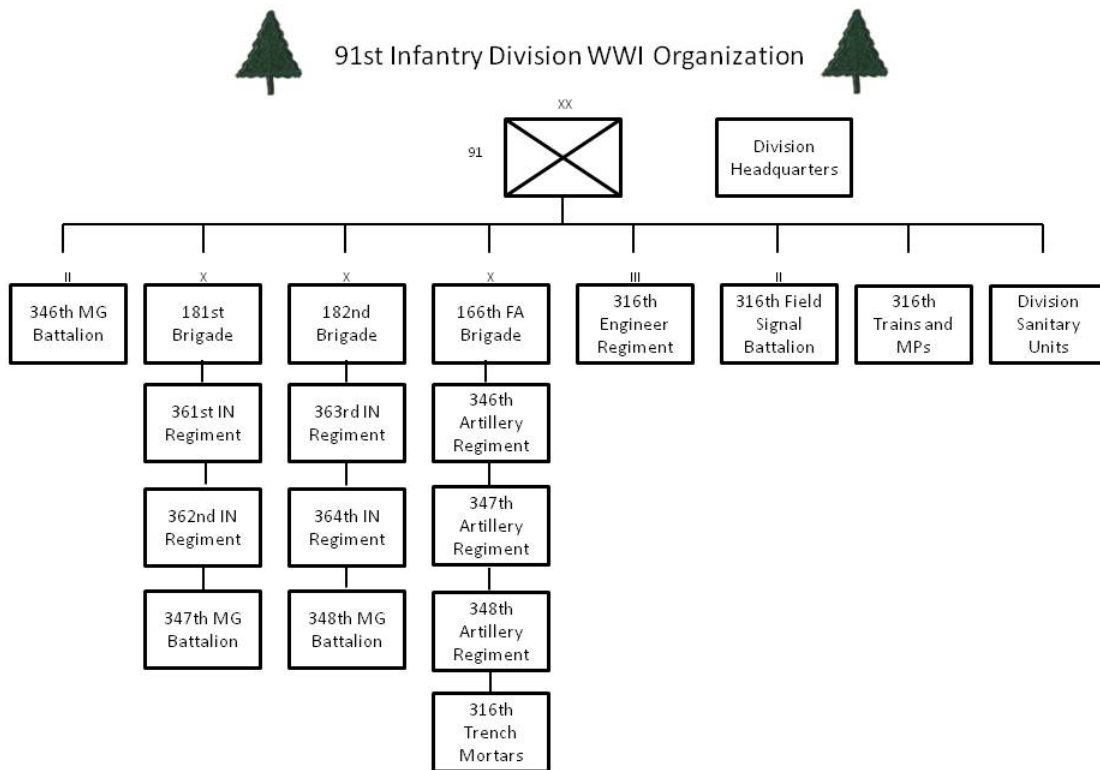 91st Infantry Division WWI Organization
XX
91
Division
Headquarters
II
X
X
X
III
II
346th MG
Battalion
181st
Brigade
182nd
Brigade
166th FA
Brigade
316th
Engineer
Regiment
316th Field
Signal
Battalion
316th
Trains and
MPs
Division
Sanitary
Units
361st IN
Regiment
363rd IN
Regiment
346th
Artillery
Regiment
362nd IN
Regiment
364th IN
Regiment
347th
Artillery
Regiment
347th MG
Battalion
348th MG
Battalion
348th
Artillery
Regiment
316th
Trench
Mortars